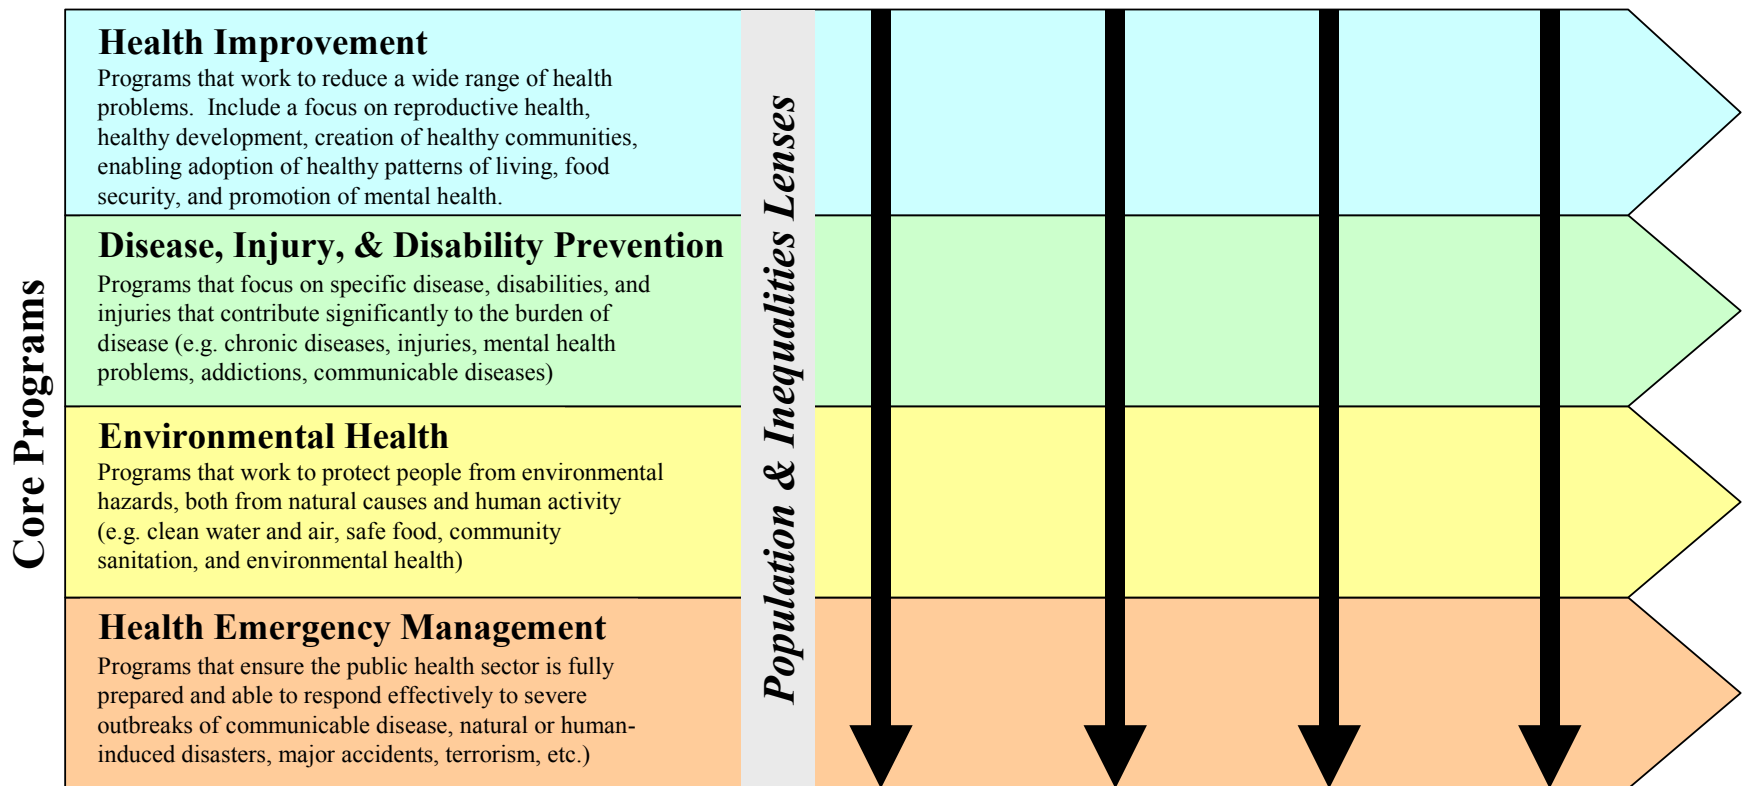 Core Programs
Health Improvement
Programs that work to reduce a wide range of health
problems.  Include a focus on reproductive health,
healthy development, creation of healthy communities,
enabling adoption of healthy patterns of living, food
security, and promotion of mental health.
Disease, Injury, & Disability Prevention
Programs that focus on specific disease, disabilities, and
injuries that contribute significantly to the burden of
disease (e.g. chronic diseases, injuries, mental health
problems, addictions, communicable diseases)
Environmental Health
Programs that work to protect people from environmental
hazards, both from natural causes and human activity
(e.g. clean water and air, safe food, community
sanitation, and environmental health)
Health Emergency Management
Programs that ensure the public health sector is fully
prepared and able to respond effectively to severe
outbreaks of communicable disease, natural or human-
induced disasters, major accidents, terrorism, etc.)
Population & Inequalities Lenses